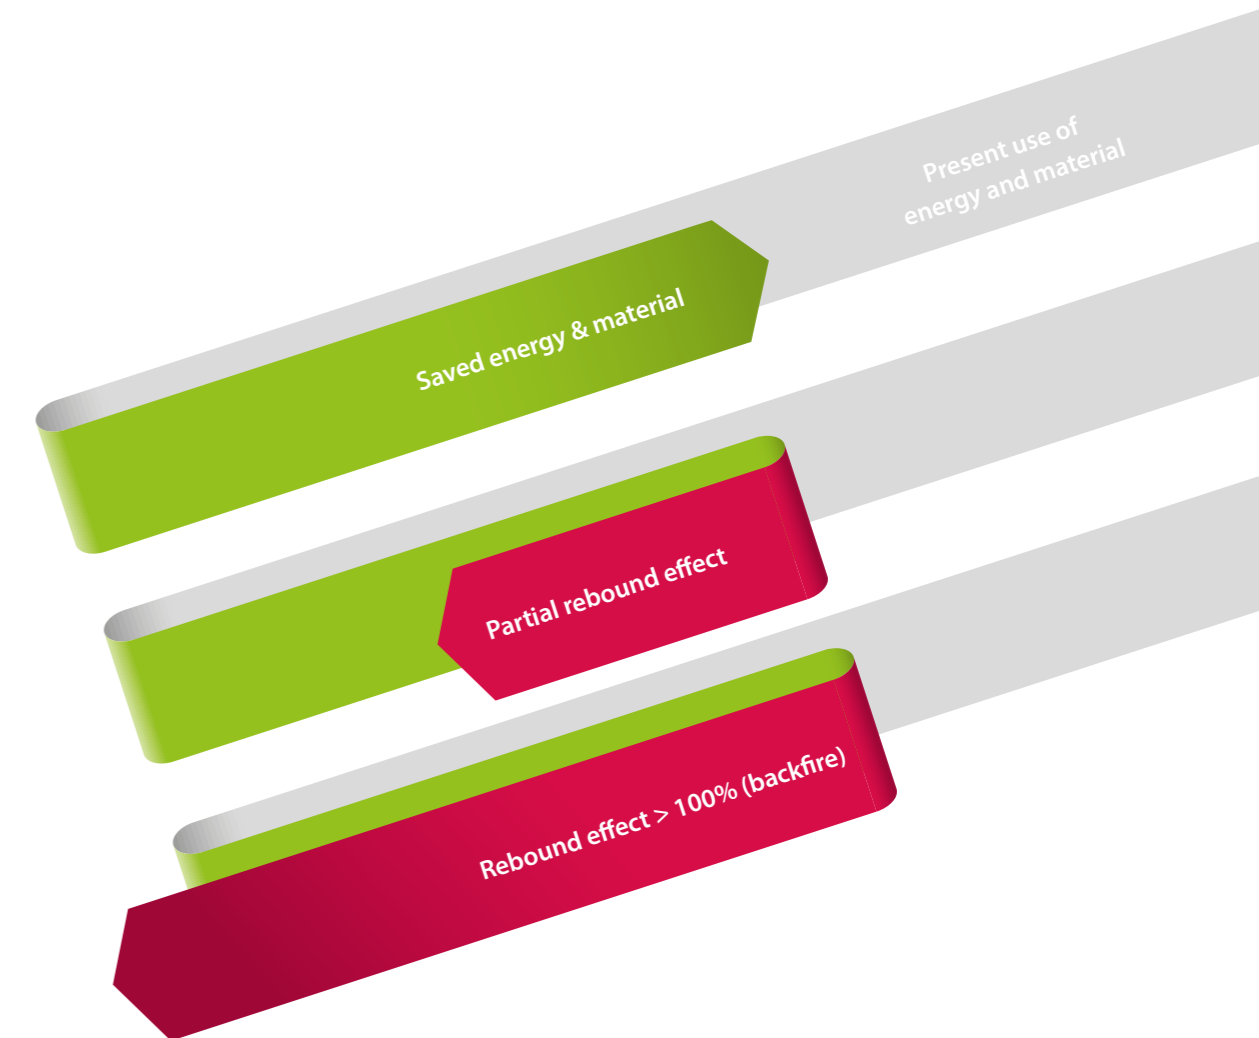 Present use of
energy and material
Saved energy & material
Partial rebound effect
Rebound effect > 100% (backfire)